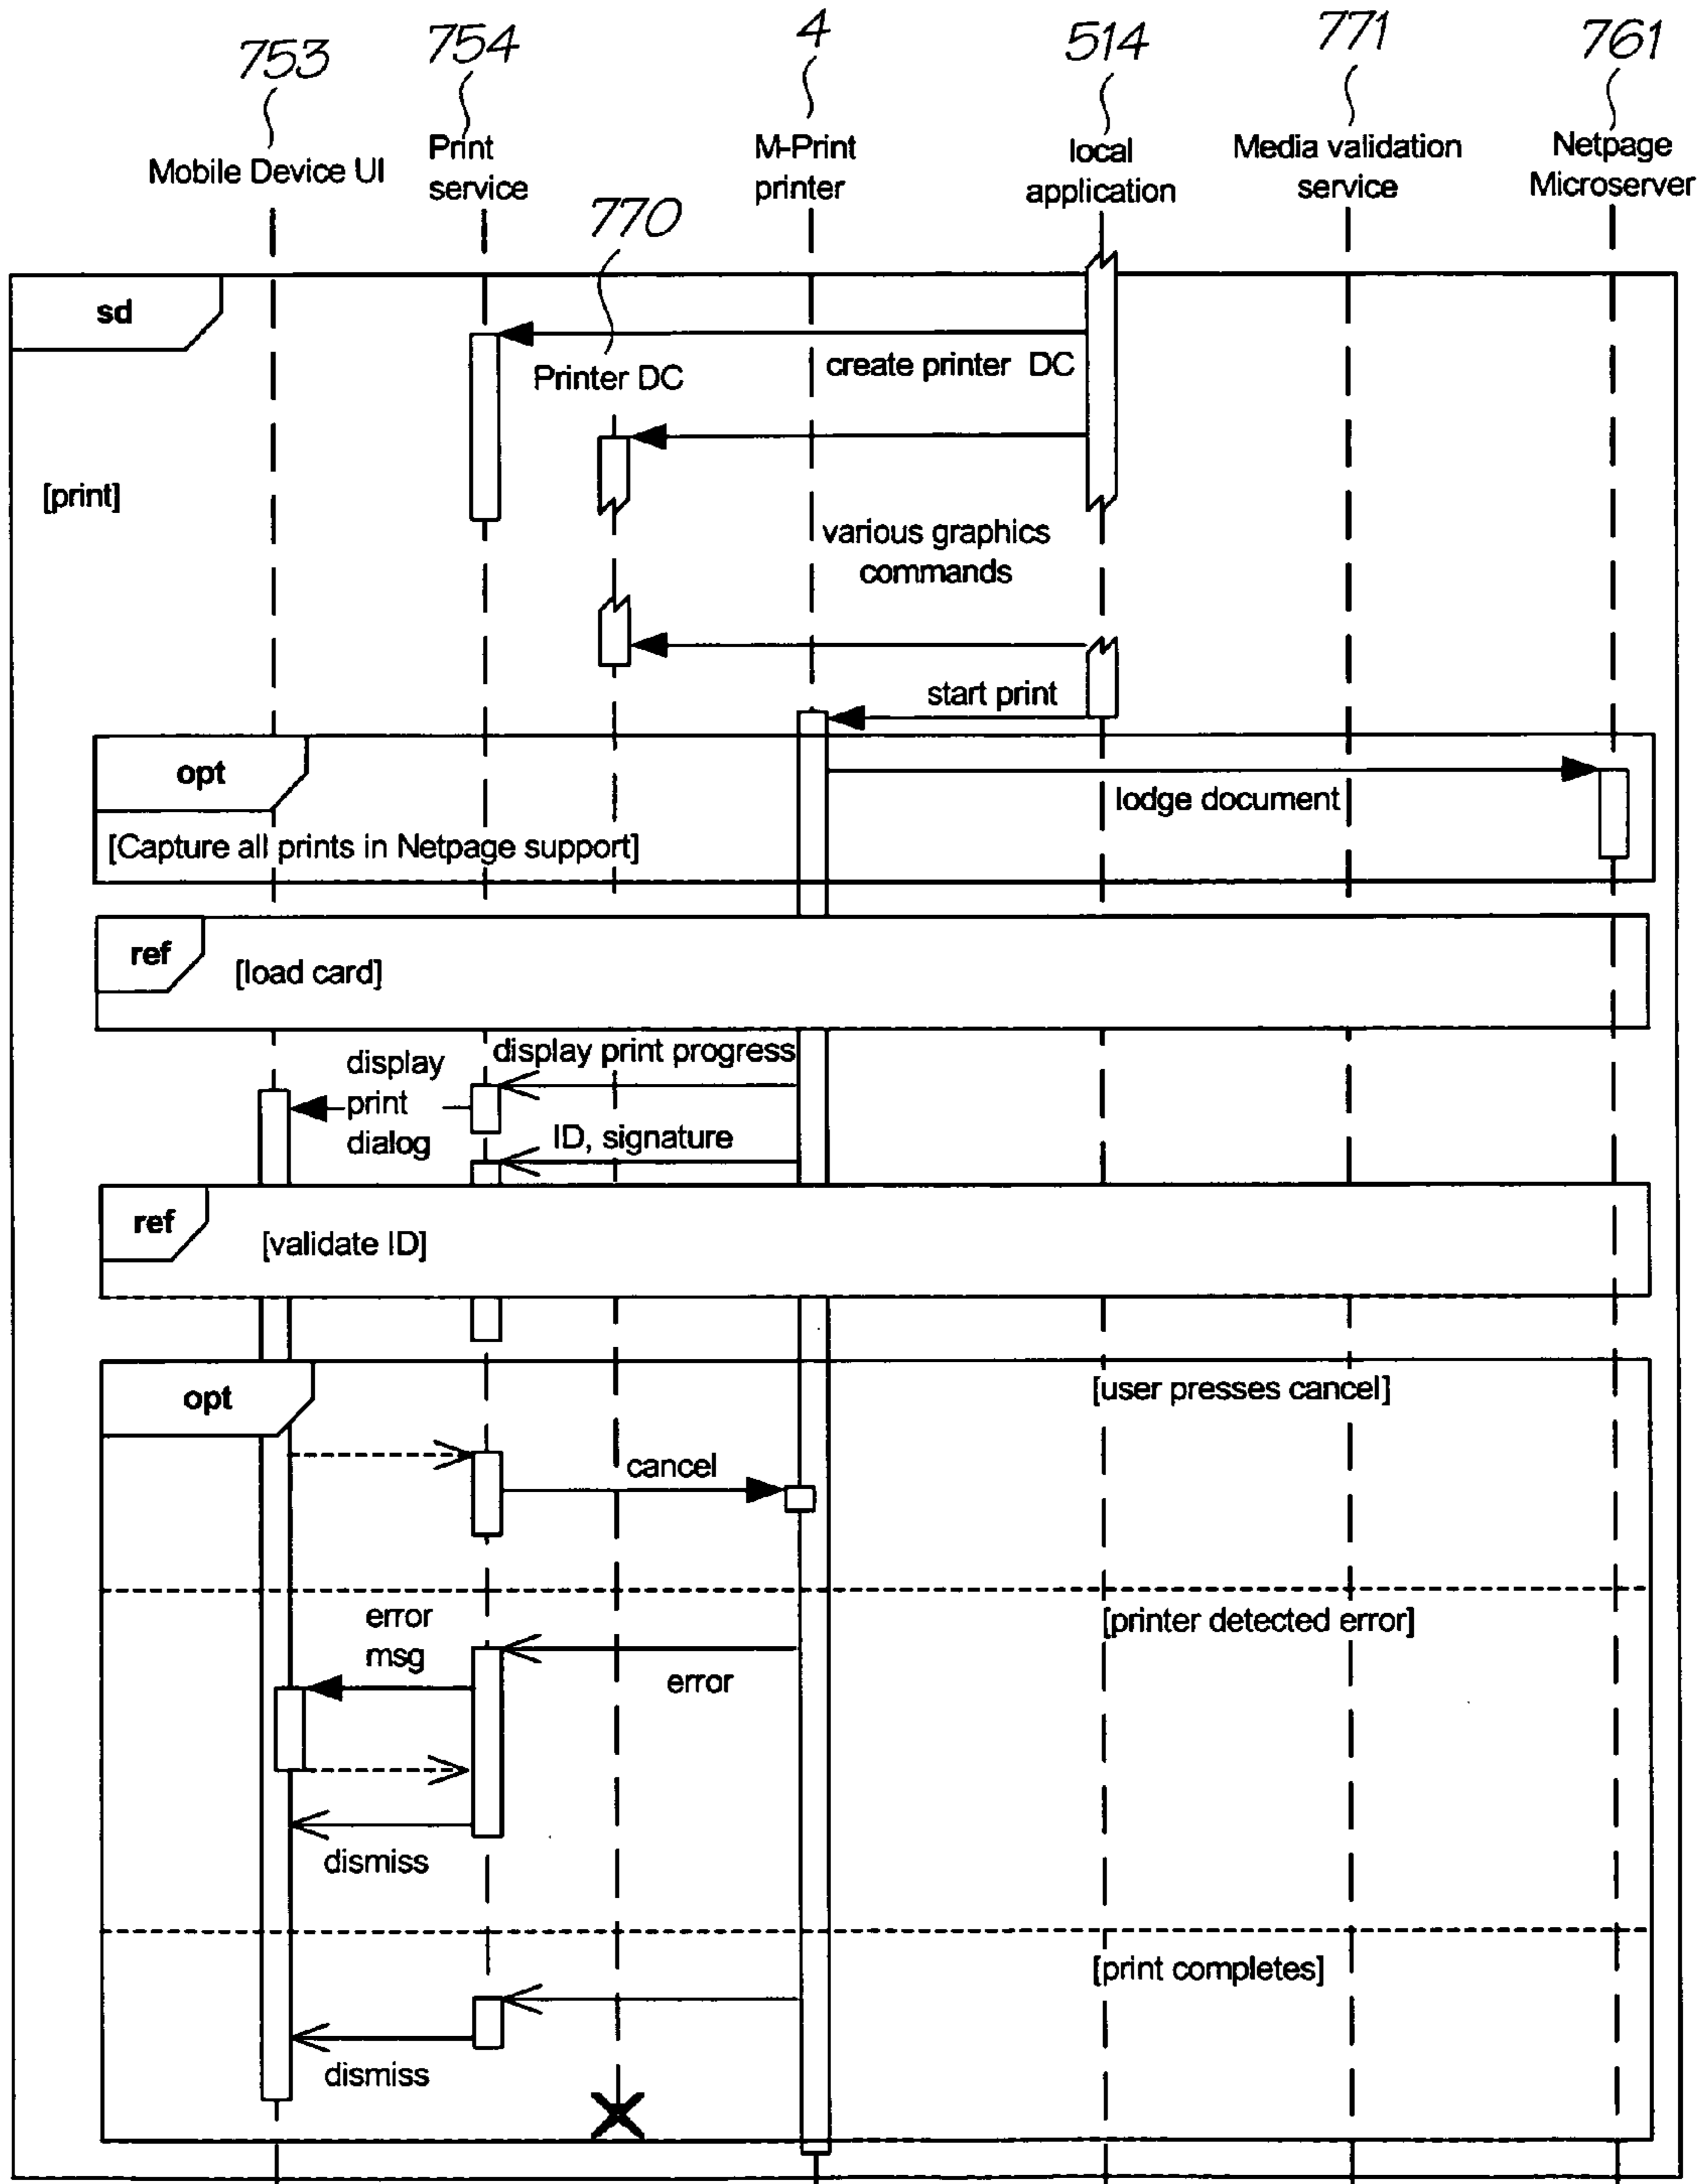 753
754
4
514
771
761
Mobile Device UI
Print
service
M-Print
printer
local
application
Media validation
service
Netpage
Microserver
770
sd
Printer DC
create printer DC
[print]
various graphics
commands
start print
opt
lodge document
[Capture all prints in Netpage support]
ref
[load card]
display print progress
display
print
dialog
ID, signature
ref
[validate ID]
opt
[user presses cancel]
cancel
error
msg
[printer detected error]
error
dismiss
[print completes]
dismiss